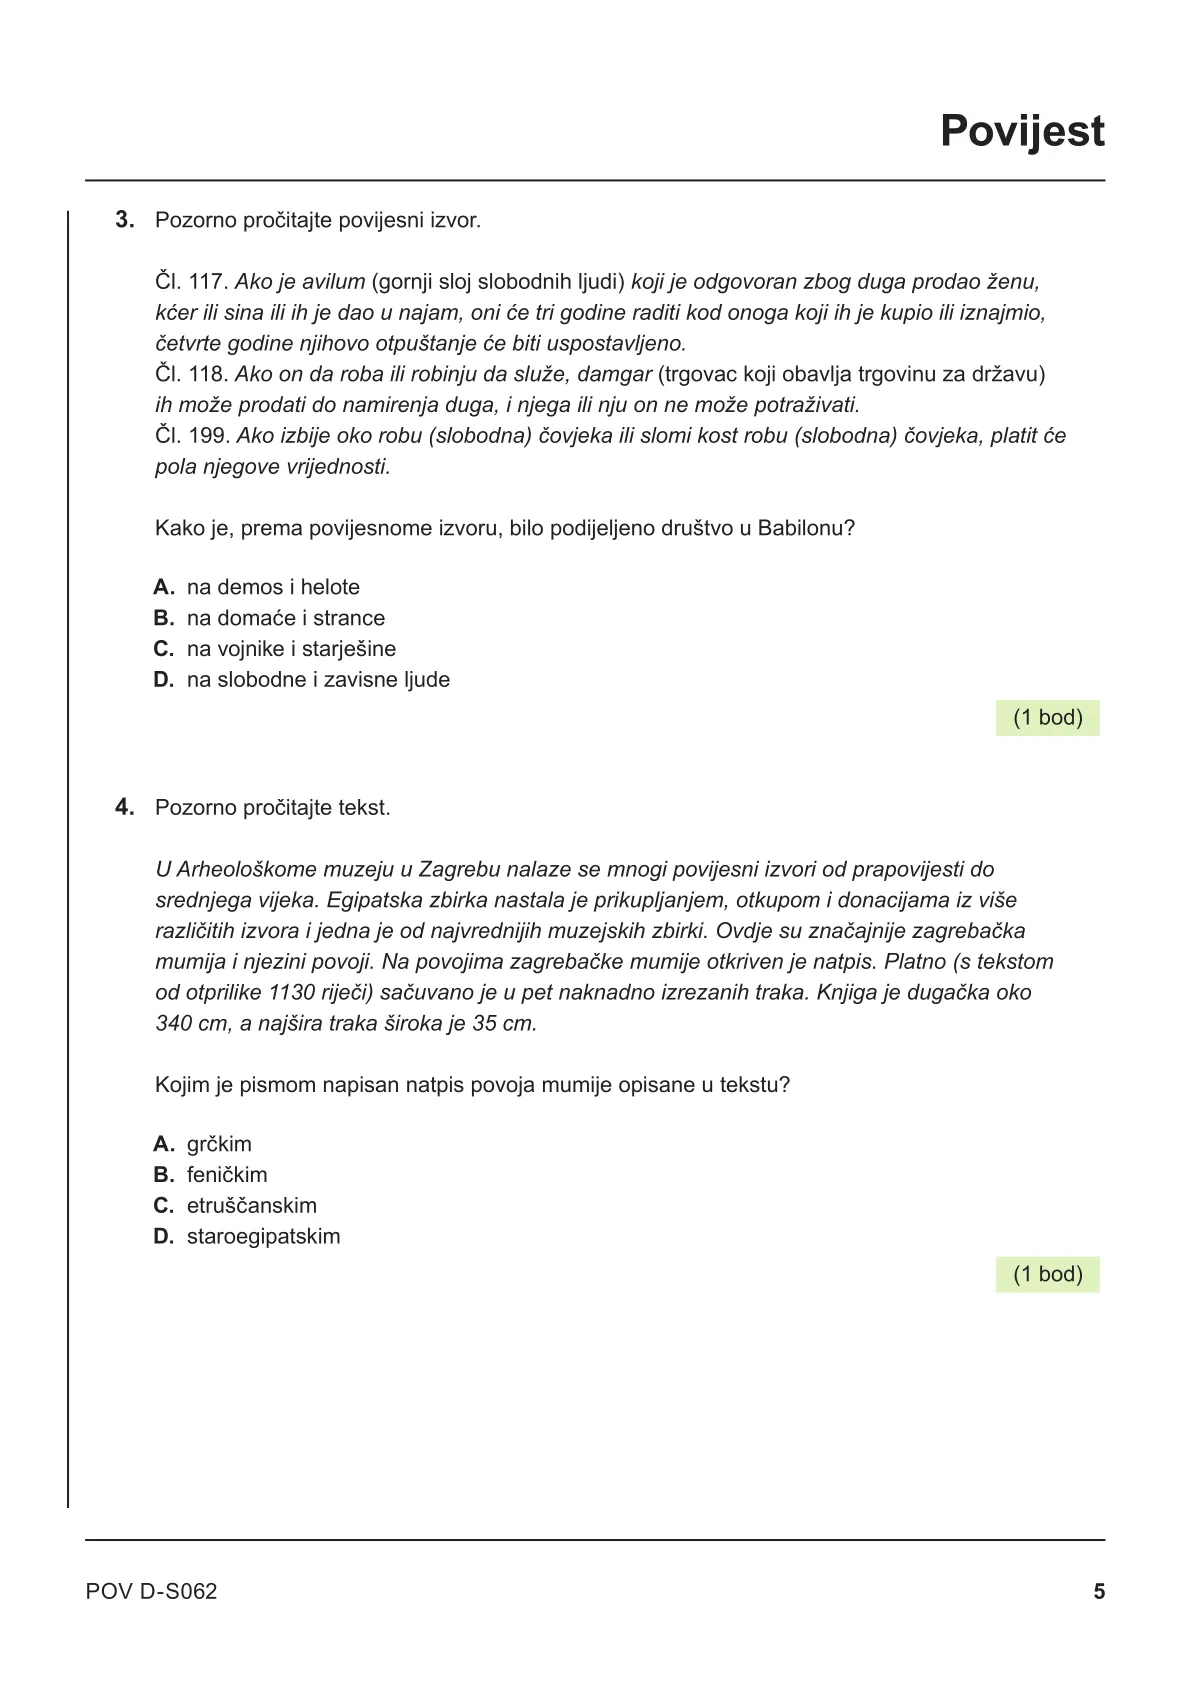 Povijest
3. Pozorno pročitajte povijesni izvor.
Čl. 117. Ako je avilum (gornji sloj slobodnih ljudi) koji je odgovoran zbog duga prodao ženu,
kćer ili sina ili ih je dao u najam, oni će tri godine raditi kod onoga koji ih je kupio ili iznajmio,
četvrte godine njihovo otpuštanje će biti uspostavljeno.
Čl. 118. Ako on da roba ili robinju da služe, damgar (trgovac koji obavlja trgovinu za državu)
ih može prodati do namirenja duga, i njega ili nju on ne može potraživati.
Čl. 199. Ako izbije oko robu (slobodna) čovjeka ili slomi kost robu (slobodna) čovjeka, platit će
pola njegove vrijednosti.
Kako je, prema povijesnome izvoru, bilo podijeljeno društvo u Babilonu?
A. na demos i helote
B. na domaće i strance
C. na vojnike i starješine
D. na slobodne i zavisne ljude
(1 bod)
4. Pozorno pročitajte tekst.
U Arheološkome muzeju u Zagrebu nalaze se mnogi povijesni izvori od prapovijesti do
srednjega vijeka. Egipatska zbirka nastala je prikupljanjem, otkupom i donacijama iz više
različitih izvora i jedna je od najvrednijih muzejskih zbirki. Ovdje su značajnije zagrebačka
mumija i njezini povoji. Na povojima zagrebačke mumije otkriven je natpis. Platno (s tekstom
od otprilike 1130 riječi) sačuvano je u pet naknadno izrezanih traka. Knjiga je dugačka oko
340 cm, a najšira traka široka je 35 cm.
Kojim je pismom napisan natpis povoja mumije opisane u tekstu?
A. grčkim
B. feničkim
C. etruščanskim
D. staroegipatskim
(1 bod)
POV D-S062
5